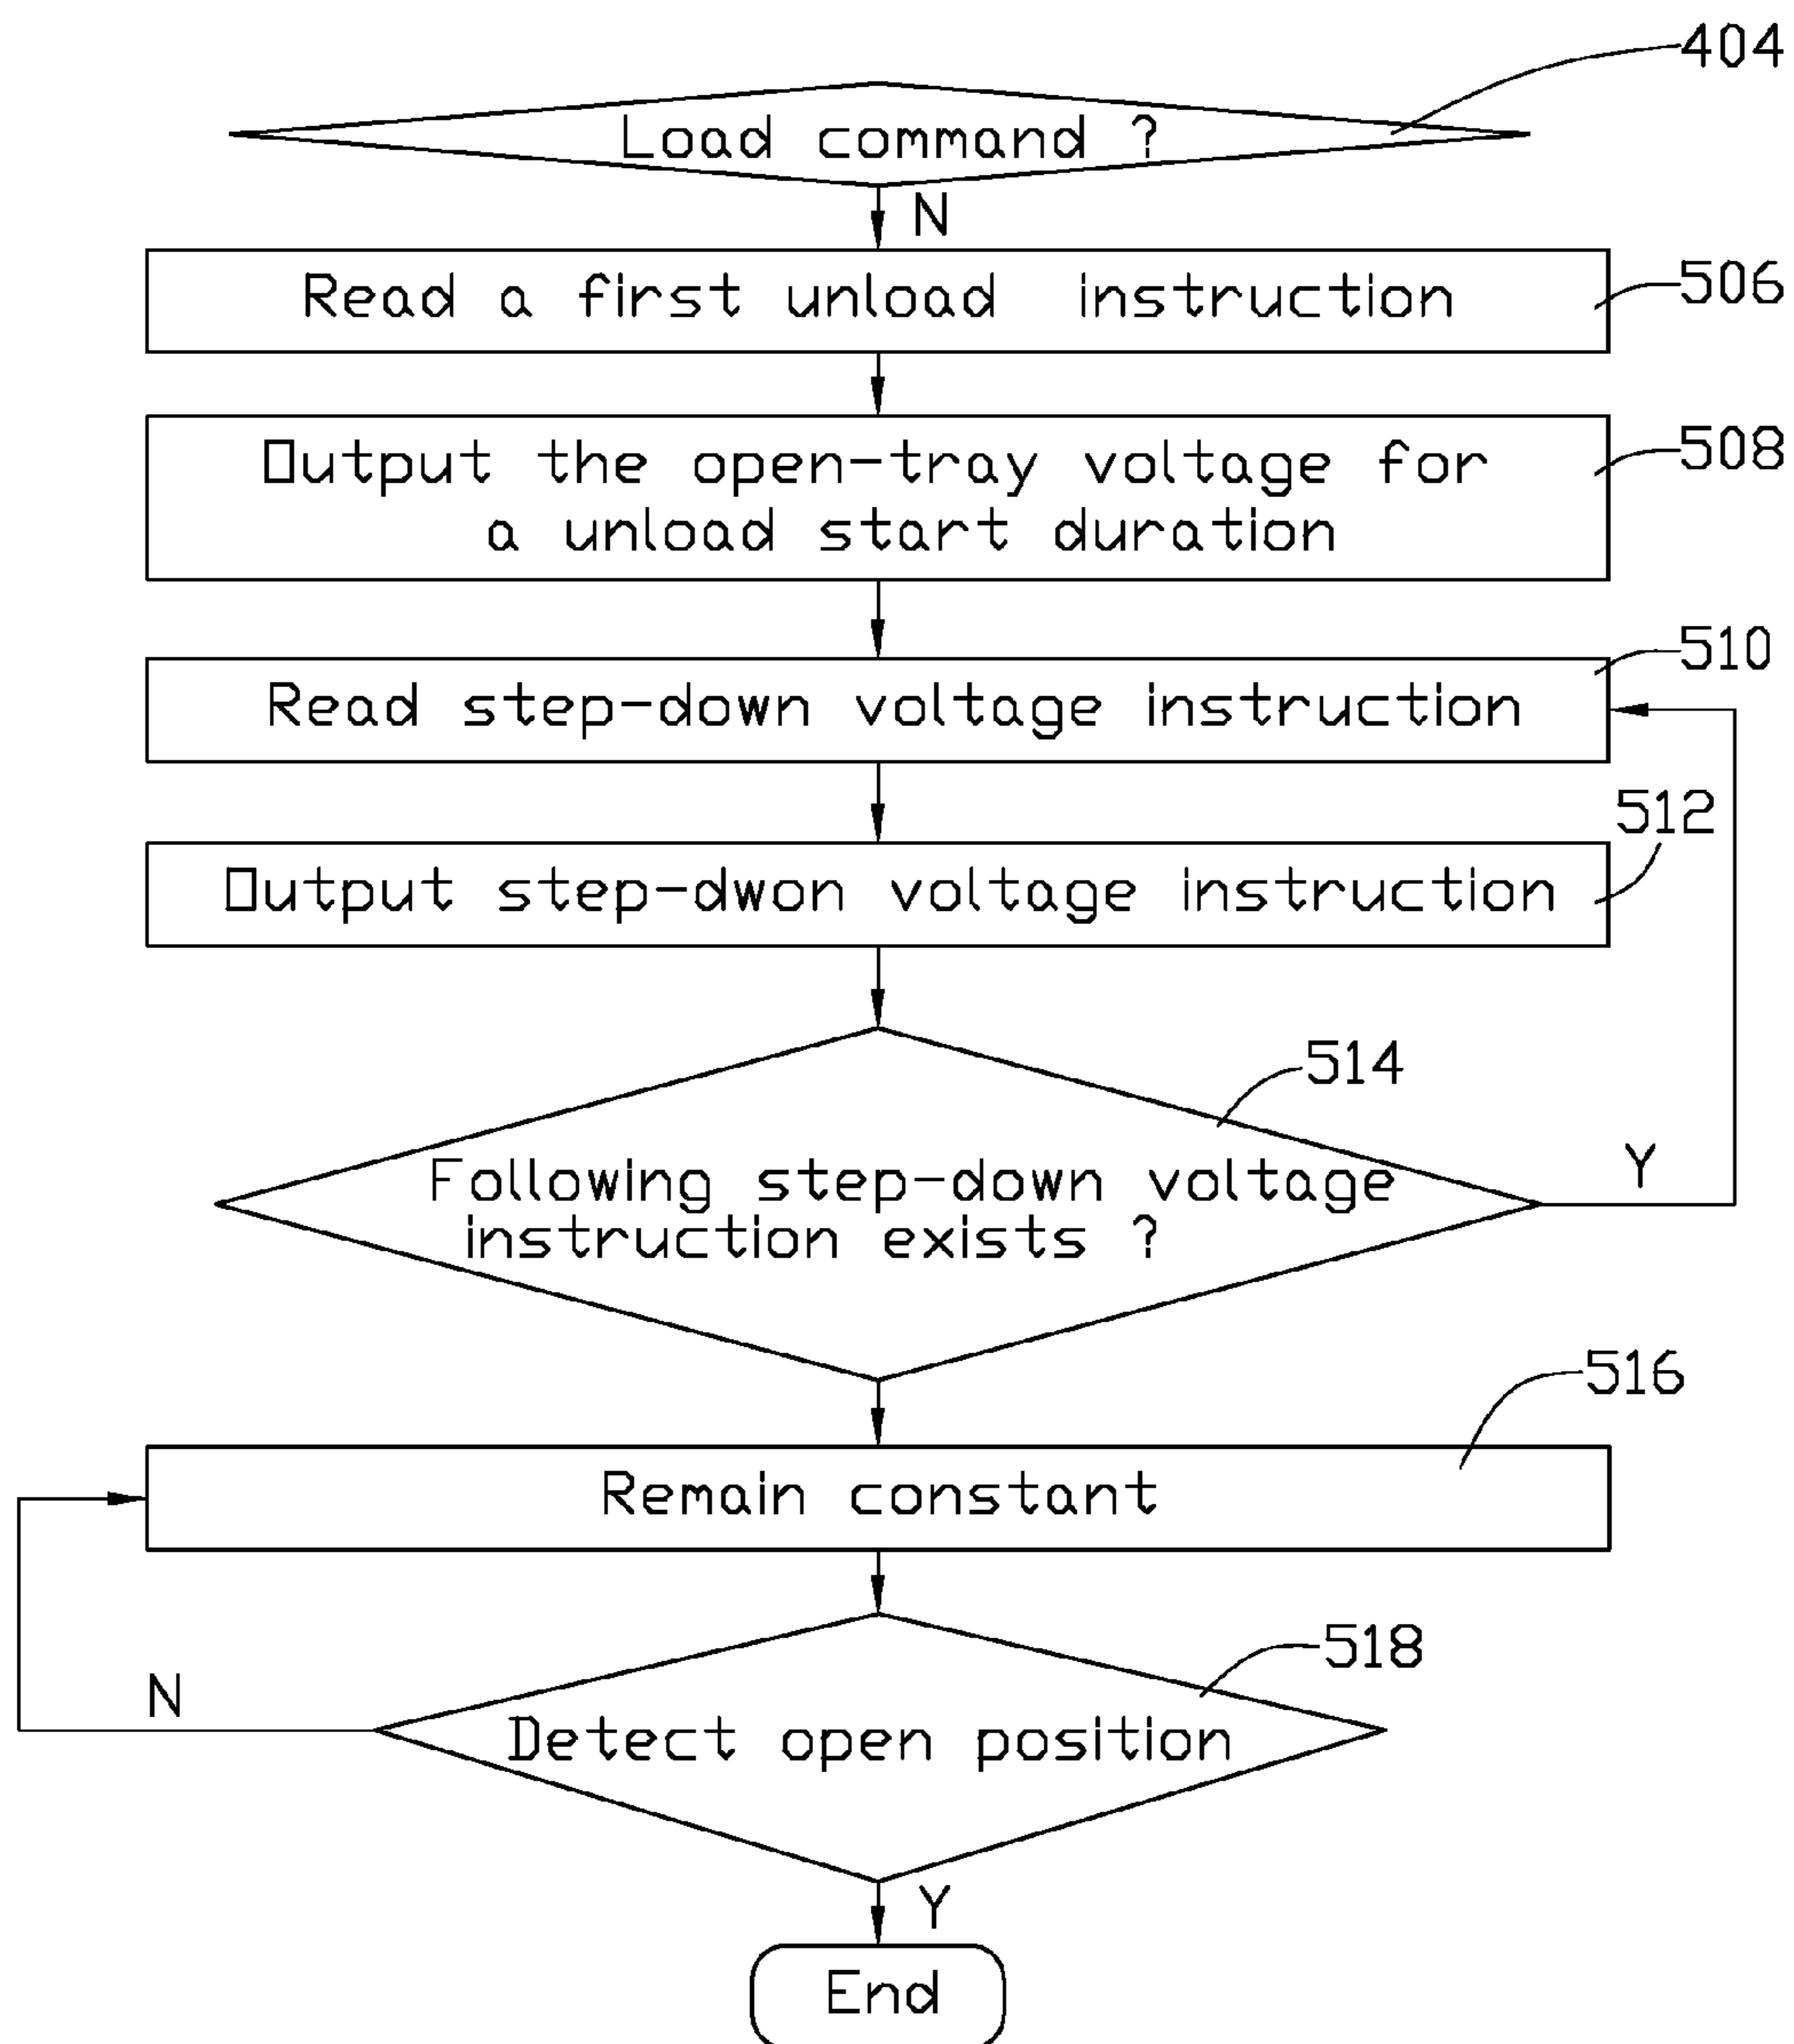 404
Load command ?
N
Read a first unload instruction
506
Output the open-tray voltage for
a unload start duration
508
510
Read step-down voltage instruction
512
Output step-dwon voltage instruction
514
Following step-down voltage
instruction exists ?
Y
516
Remain constant
518
N
Detect open position
Y
End